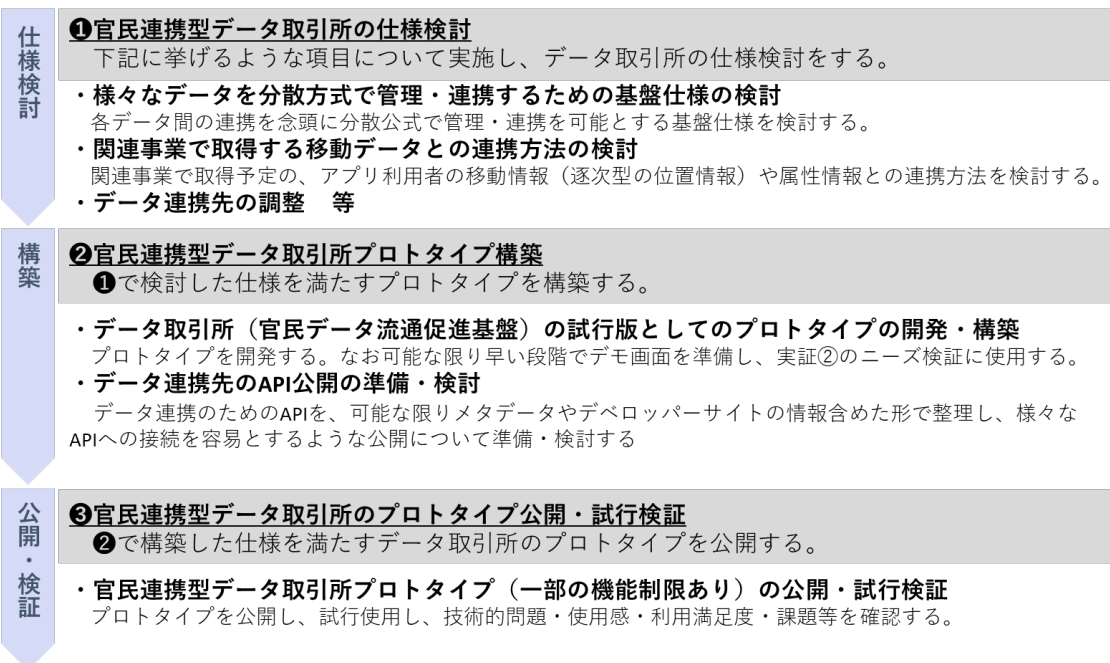 仕様検討
❶官民連携型データ取引所の仕様検討
下記に挙げるような項目について実施し、データ取引所の仕様検討をする。
・様々なデータを分散方式で管理・連携するための基盤仕様の検討
各データ間の連携を念頭に分散公式で管理・連携を可能とする基盤仕様を検討する。
・関連事業で取得する移動データとの連携方法の検討
関連事業で取得予定の、アプリ利用者の移動情報（逐次型の位置情報）や属性情報との連携方法を検討する。
・データ連携先の調整　等
構築
❷官民連携型データ取引所プロトタイプ構築
❶で検討した仕様を満たすプロトタイプを構築する。
・データ取引所（官民データ流通促進基盤）の試行版としてのプロトタイプの開発・構築
プロトタイプを開発する。なお可能な限り早い段階でデモ画面を準備し、実証②のニーズ検証に使用する。
・データ連携先のAPI公開の準備・検討
データ連携のためのAPIを、可能な限りメタデータやデベロッパーサイトの情報含めた形で整理し、様々な
APIへの接続を容易とするような公開について準備・検討する
公開・検証
❸官民連携型データ取引所のプロトタイプ公開・試行検証
❷で構築した仕様を満たすデータ取引所のプロトタイプを公開する。
・官民連携型データ取引所プロトタイプ（一部の機能制限あり）の公開・試行検証
プロトタイプを公開し、試行使用し、技術的問題・使用感・利用満足度・課題等を確認する。